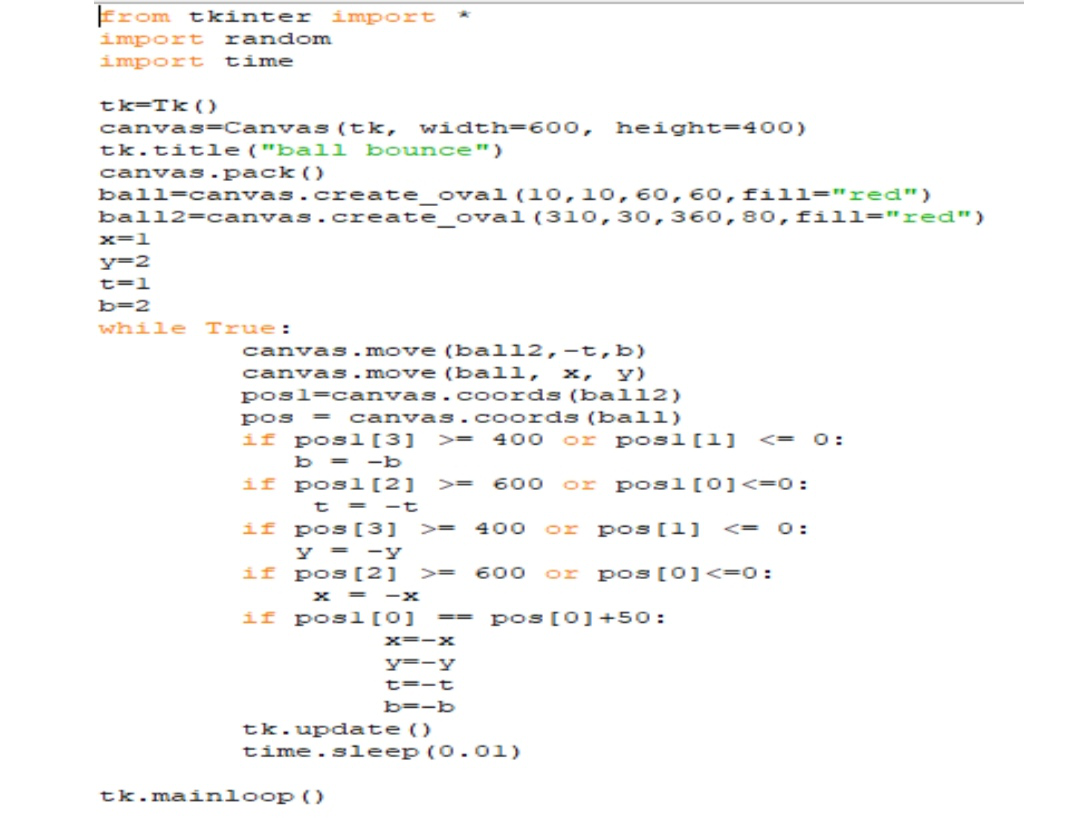 from tkinter import *
import random
import time

tk=Tk()
canvas=Canvas(tk, width=600, height=400)
tk.title("ball bounce")
canvas.pack()
ball=canvas.create_oval(10,10,60,60,fill="red")
ball2=canvas.create_oval(310,30,360,80,fill="red")
x=1
y=2
t=1
b=2
while True:
        canvas.move(ball2,-t,b)
        canvas.move(ball, x, y)
        pos1=canvas.coords(ball2)
        pos = canvas.coords(ball)
        if pos1[3] >= 400 or pos1[1] <= 0:
           b = -b
        if pos1[2] >= 600 or pos1[0]<=0:
            t = -t
        if pos[3] >= 400 or pos[1] <= 0:
           y = -y
        if pos[2] >= 600 or pos[0]<=0:
            x = -x
        if pos1[0] == pos[0]+50:
                x=-x
                y=-y
                t=-t
                b=-b
        tk.update()
        time.sleep(0.01)

tk.mainloop()